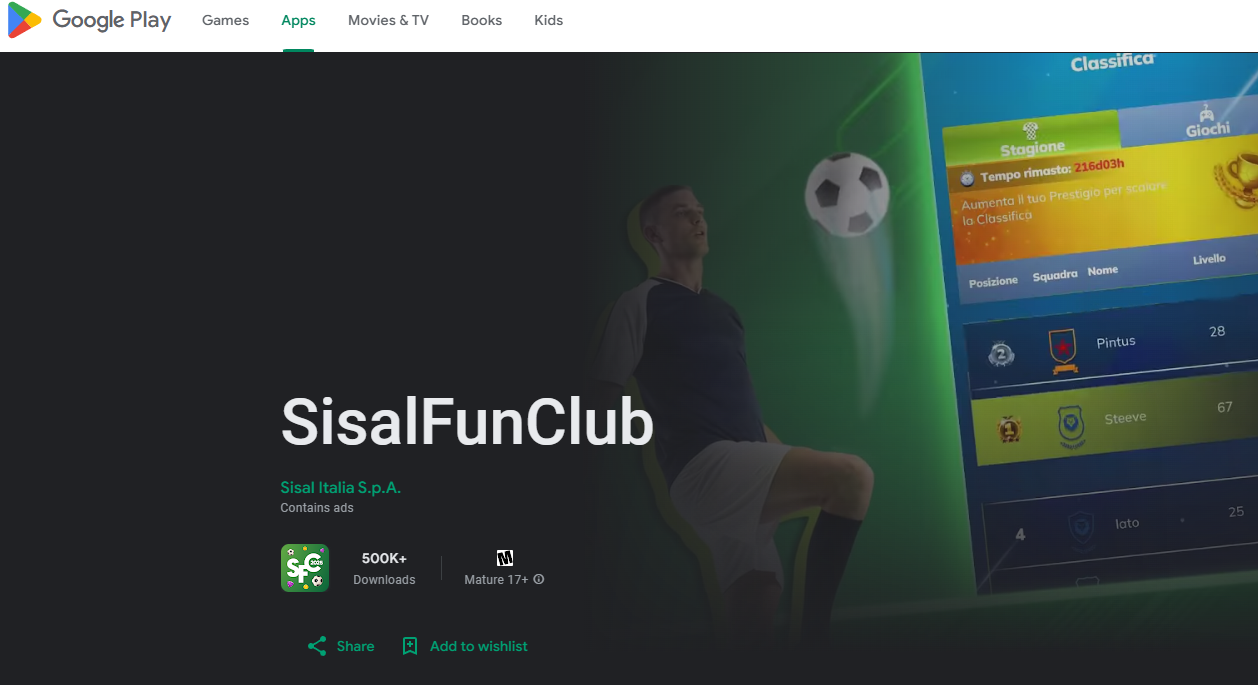 Google Play
Games
Apps
Movies & TV
Books
Kids
Classifica
Stagione
Giochi
Tempo rimasto: 216d03h
Aumenta il tuo Prestigio per scalare
la Classifica
Posizione
Squadra
Nome
Livello
2
Pintus
28
1
Steeve
67
4
Iato
25
SisalFunClub
Sisal Italia S.p.A.
Contains ads
SFC
2025
500K+
Downloads
M
Mature 17+
Share
Add to wishlist